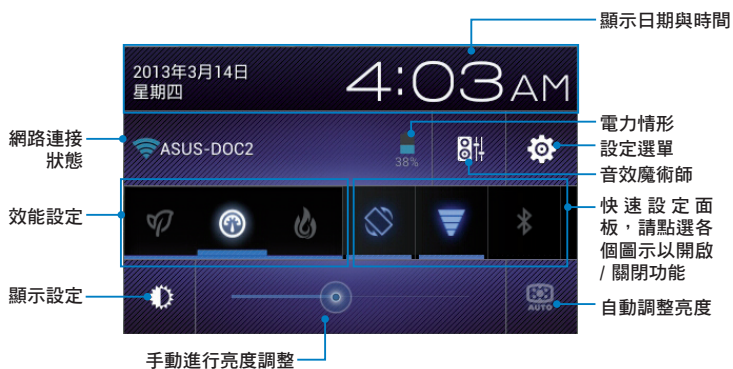 顯示日期與時間
2013年3月14日
星期四
4:03AM
網路連接
狀態
ASUS-DOC2
38%
電力情形
設定選單
音效魔術師
效能設定
快速設定面
板，請點選各
個圖示以開啟
/ 關閉功能
顯示設定
AUTO
自動調整亮度
手動進行亮度調整